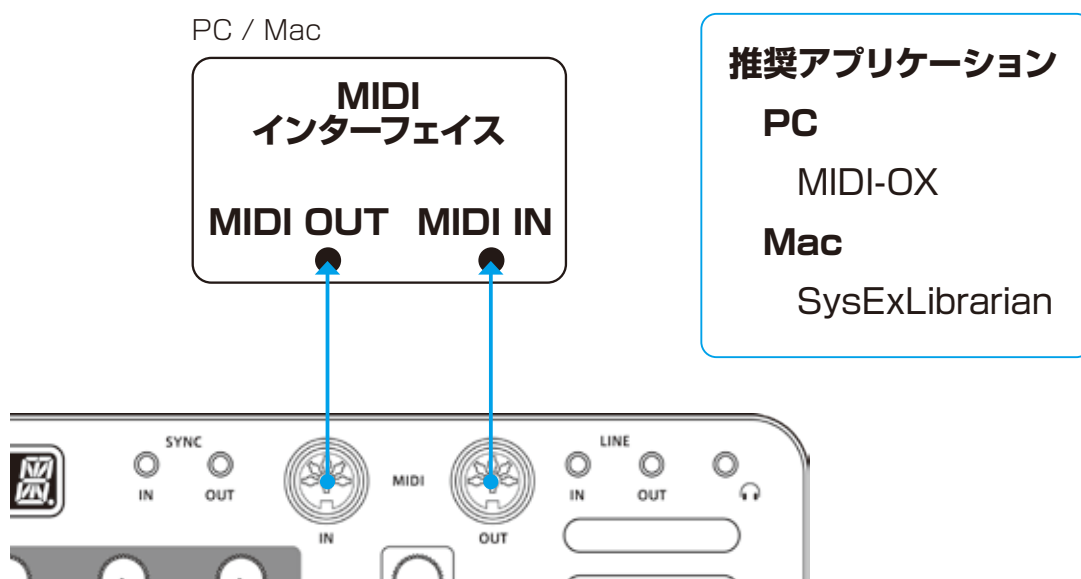 PC / Mac
MIDI
インターフェイス
MIDI OUT MIDI IN
推奨アプリケーション
PC
MIDI-OX
Mac
SysExLibrarian
SYNC
IN OUT
MIDI
IN OUT
LINE
IN OUT